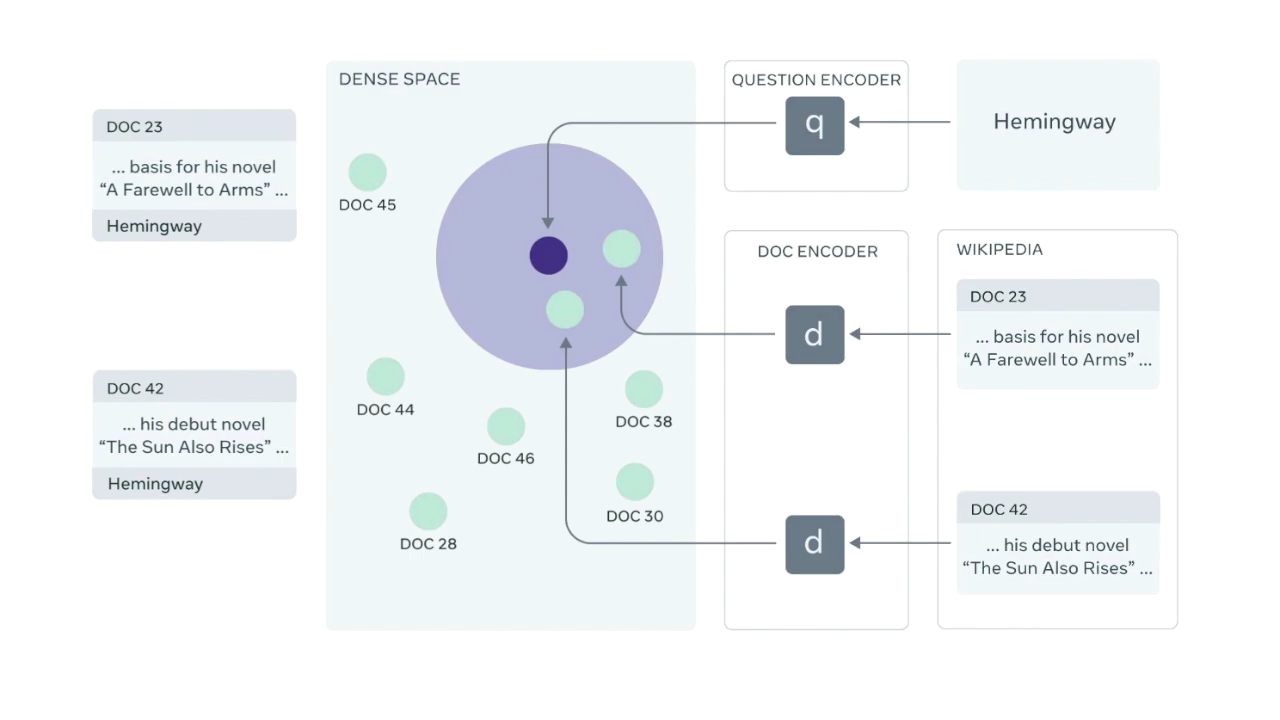 DENSE SPACE
QUESTION ENCODER
q
Hemingway
DOC 23
... basis for his novel
“A Farewell to Arms” ...
Hemingway
DOC 45
DOC ENCODER
WIKIPEDIA
DOC 23
... basis for his novel
“A Farewell to Arms” ...
d
DOC 42
... his debut novel
“The Sun Also Rises” ...
Hemingway
DOC 44
DOC 38
DOC 46
DOC 30
DOC 28
d
DOC 42
... his debut novel
“The Sun Also Rises” ...